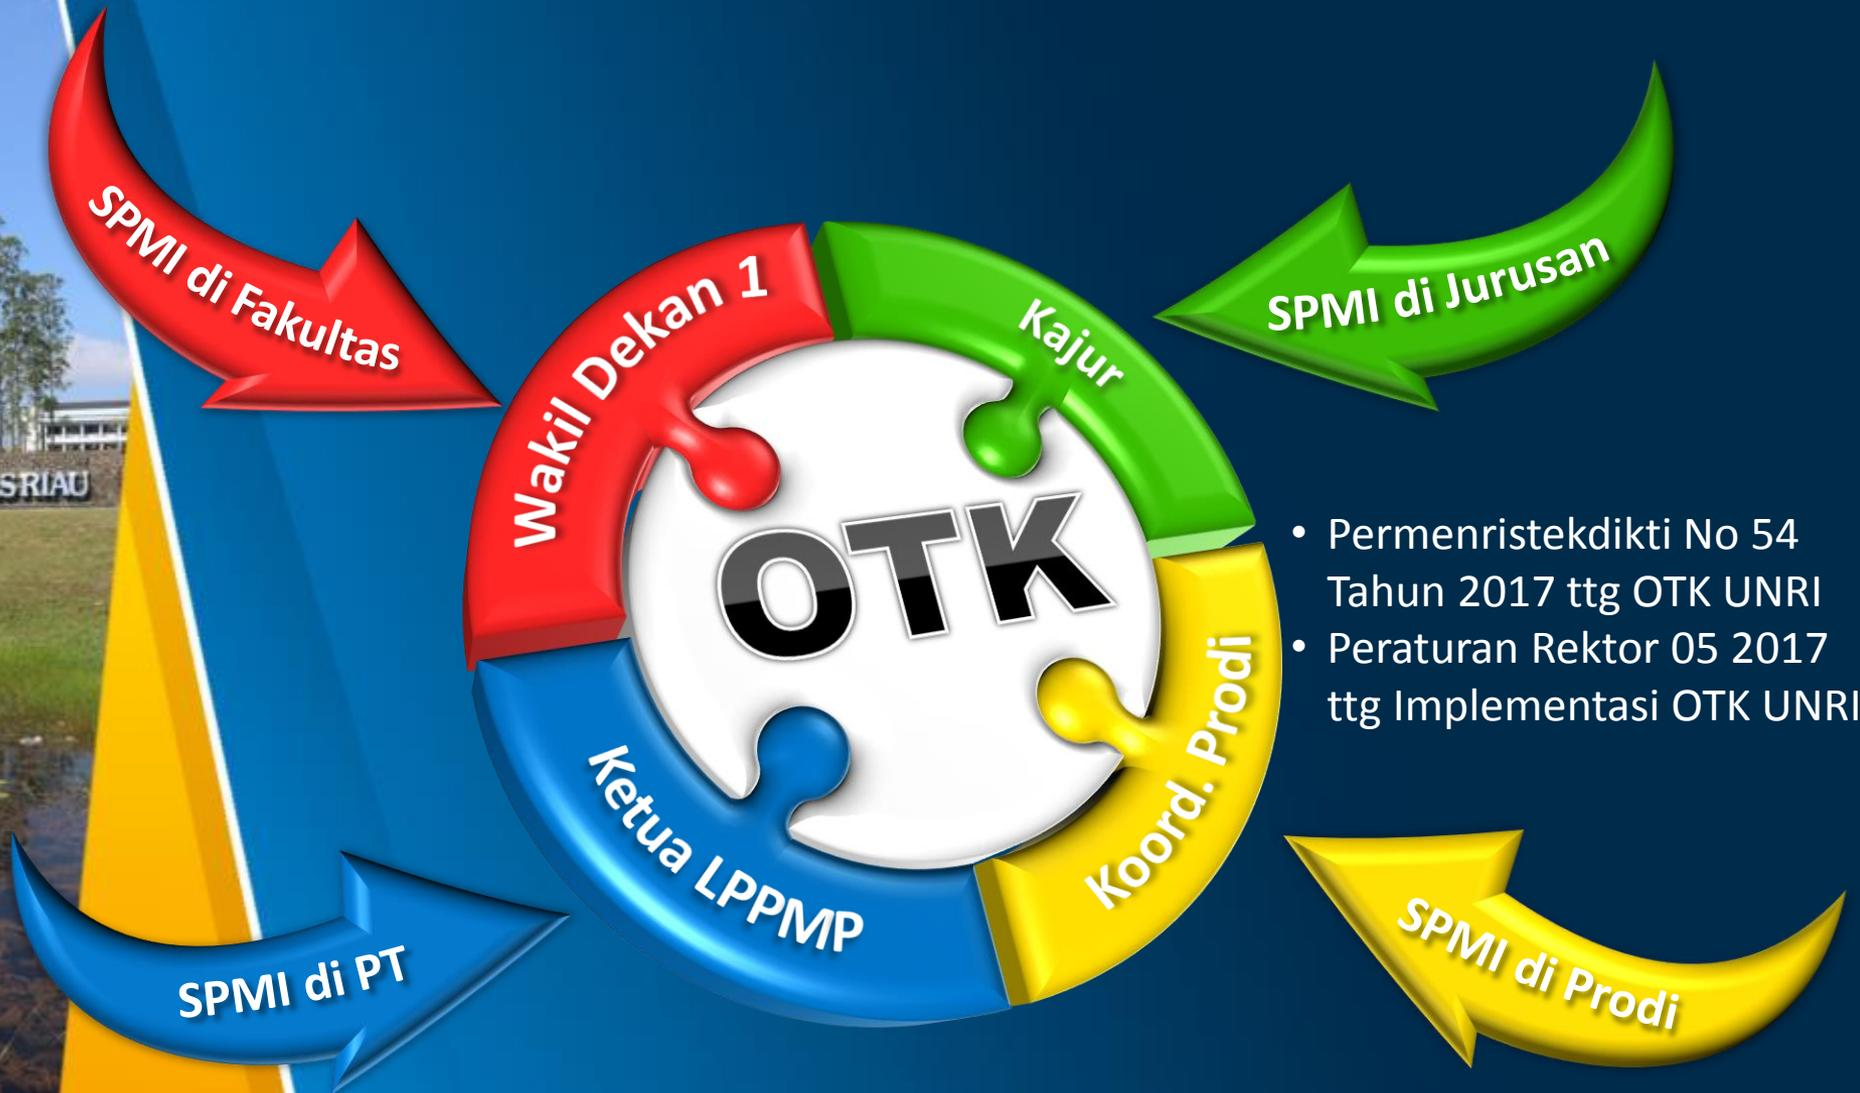 SPMI di Fakultas
SPMI di Jurusan
Wakil Dekan 1
Kajur
S RIAU
OTK
• Permenristekdikti No 54
Tahun 2017 ttg OTK UNRI
• Peraturan Rektor 05 2017
ttg Implementasi OTK UNRI
Ketua LPPMP
Koord. Prodi
SPMI di PT
SPMI di Prodi